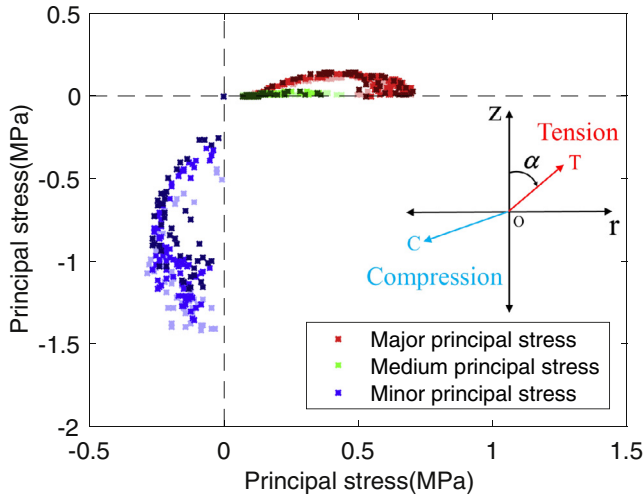 1
0.5
0
-0.5
-1
-1.5
-2
Principal stress(MPa)
z
Tension
α
T
O
r
C
Compression
Major principal stress
Medium principal stress
Minor principal stress
-0.5
0
0.5
1
1.5
Principal stress(MPa)